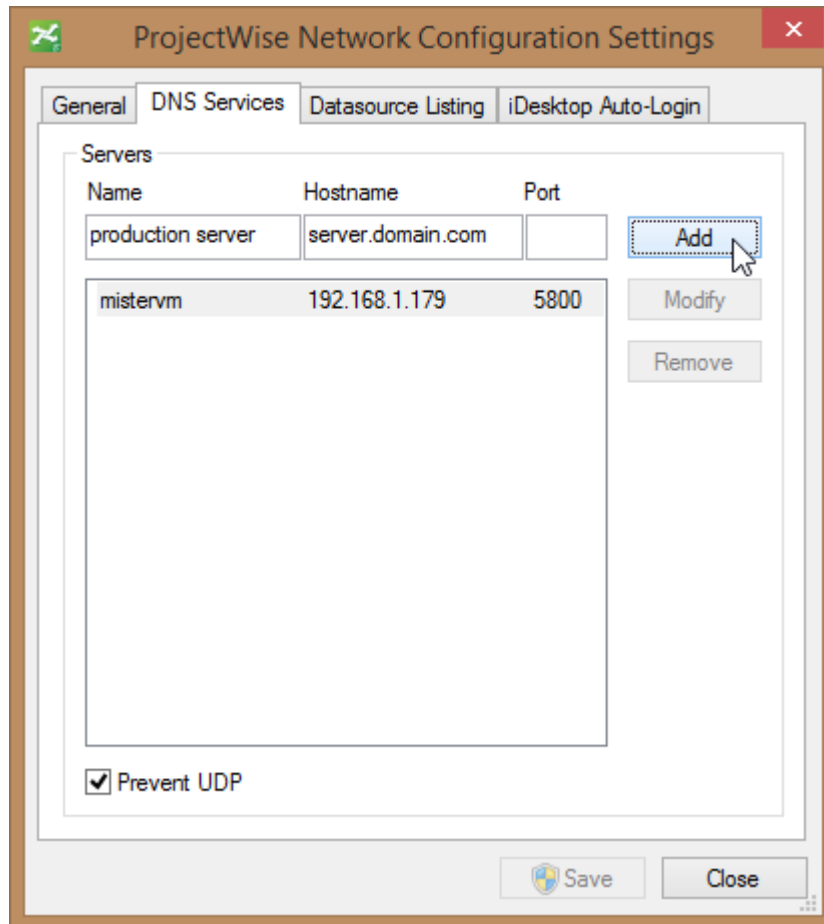 ProjectWise Network Configuration Settings
General DNS Services Datasource Listing iDesktop Auto-Login
Servers
Name Hostname Port
production server server.domain.com Add
mistervm 192.168.1.179 5800 Modify
Remove
Prevent UDP
Save Close